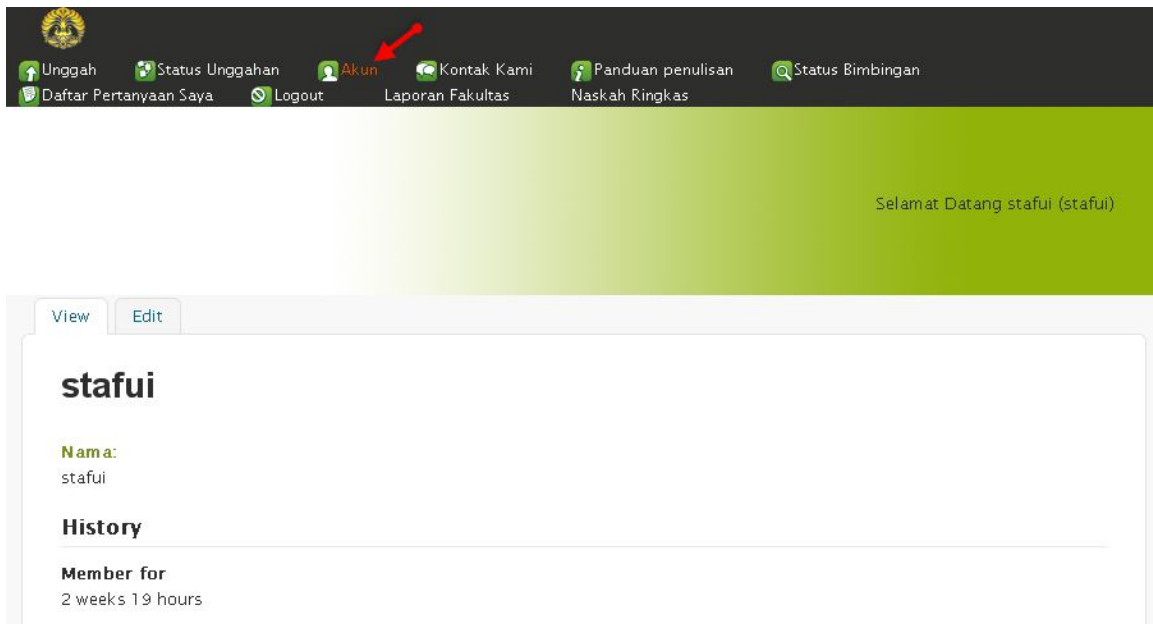 Unggah Status Unggahan Akun Kontak Kami Panduan penulisan Status Bimbingan
Daftar Pertanyaan Saya Logout Laporan Fakultas Naskah Ringkas
Selamat Datang stafui (stafui)
View Edit
stafui
Nama:
stafui
History
Member for
2 weeks 19 hours